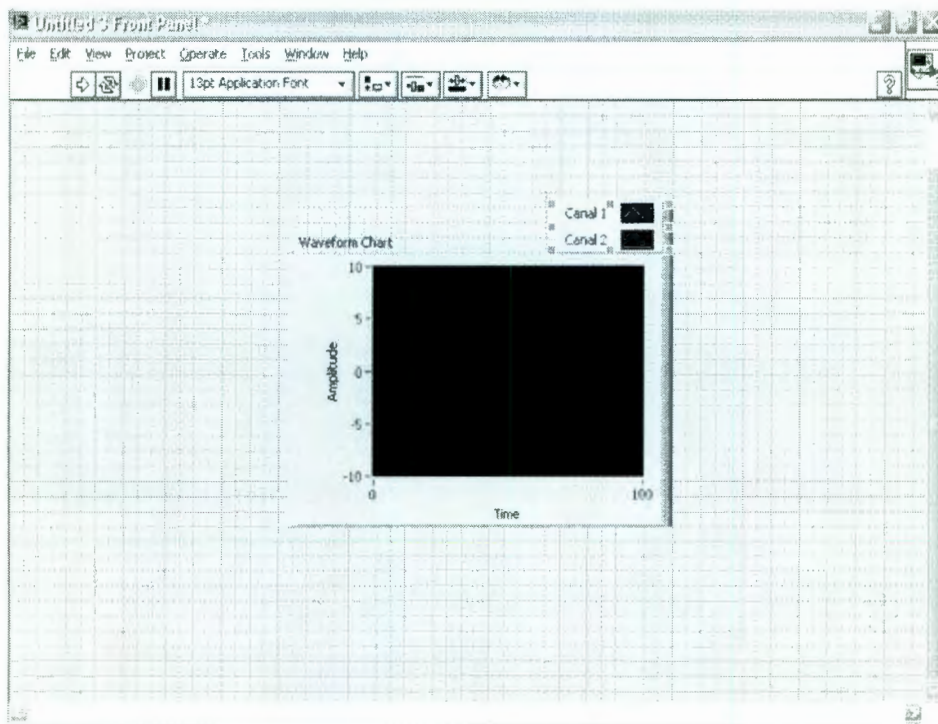 Untitled 3 Front Panel *
File Edit View Project Operate Tools Window Help
13pt Application Font
Canal 1
Canal 2
Waveform Chart
10
5
0
-5
-10
Amplitude
0 100
Time